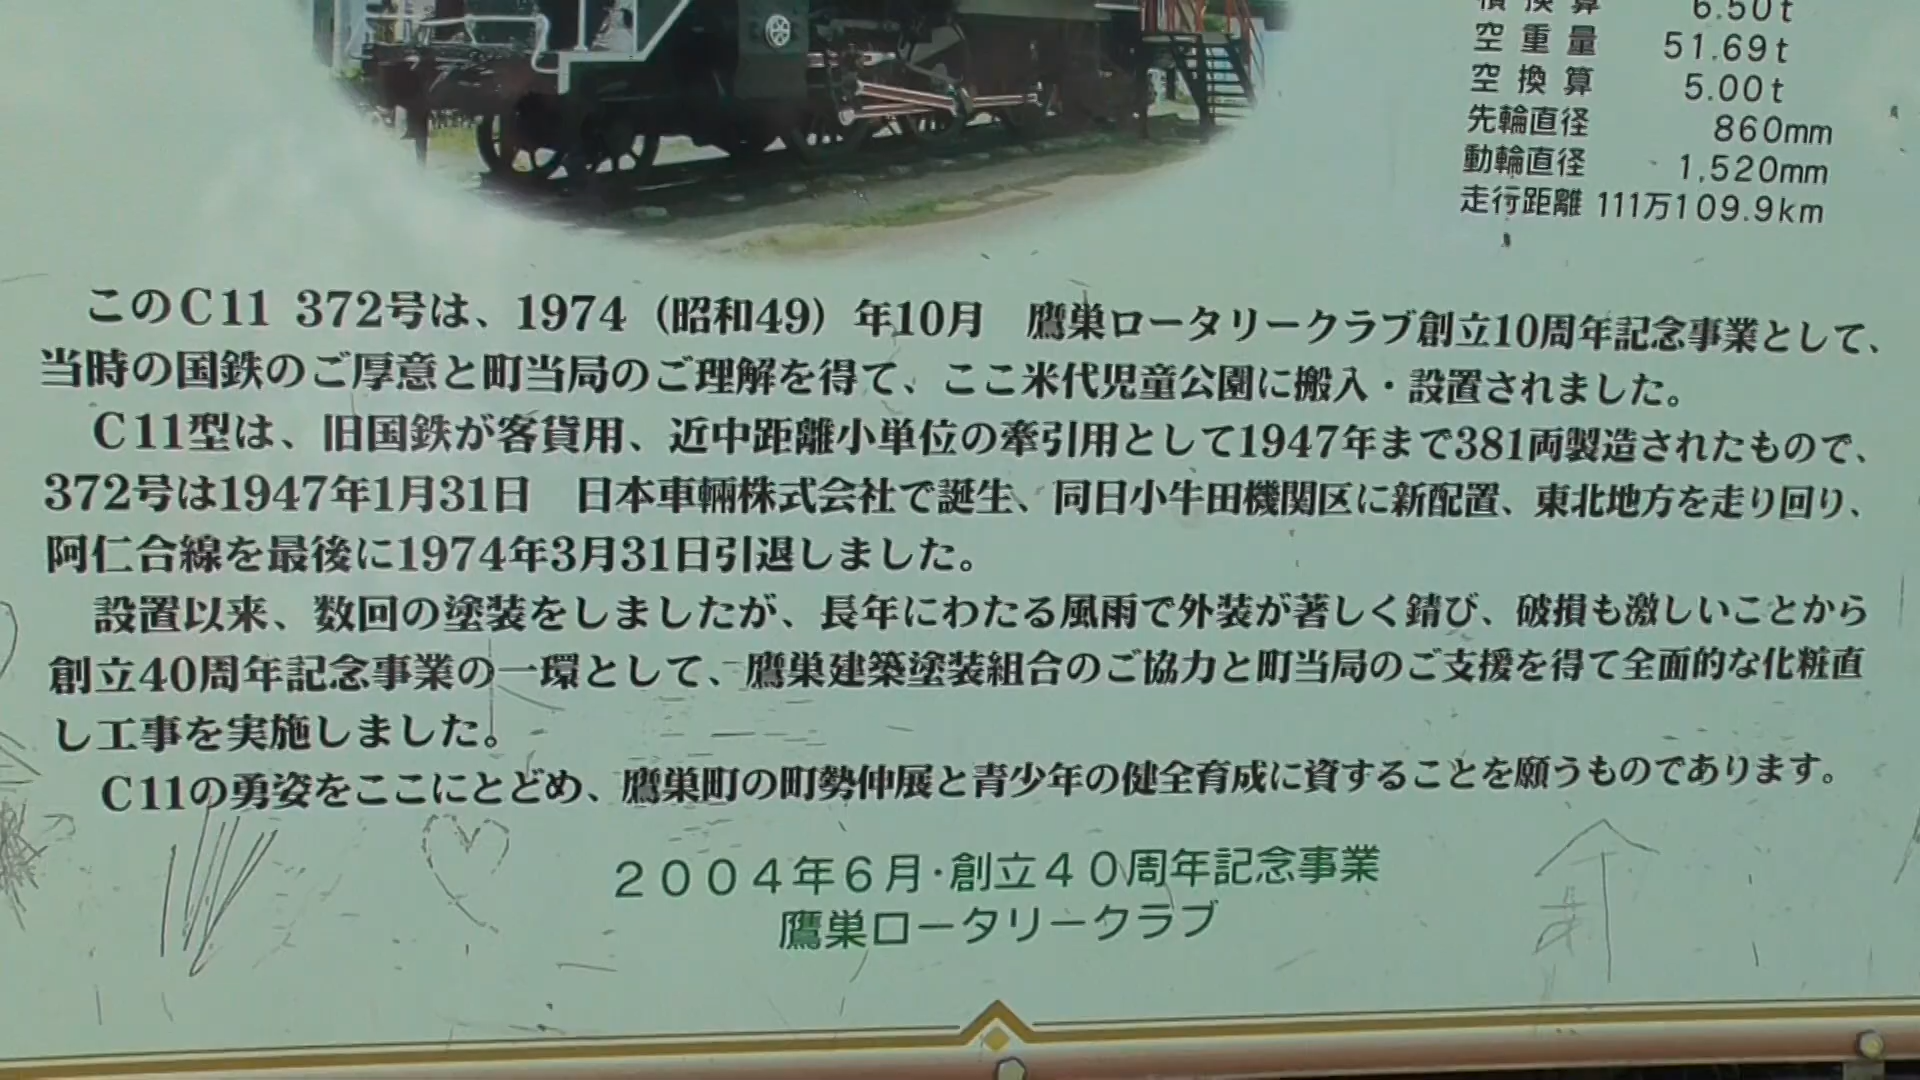 積換算 6.50t
空重量 51.69t
空換算 5.00t
先輪直径 860mm
動輪直径 1,520mm
走行距離 111万109.9km
このC11 372号は、1974（昭和49）年10月 鷹巣ロータリークラブ創立10周年記念事業として、
当時の国鉄のご厚意と町当局のご理解を得て、ここ米代児童公園に搬入・設置されました。
C11型は、旧国鉄が客貨用、近中距離小単位の牽引用として1947年まで381両製造されたもので、
372号は1947年1月31日 日本車輛株式会社で誕生、同日小牛田機関区に新配置、東北地方を走り回り、
阿仁合線を最後に1974年3月31日引退しました。
設置以来、数回の塗装をしましたが、長年にわたる風雨で外装が著しく錆び、破損も激しいことから
創立40周年記念事業の一環として、鷹巣建築塗装組合のご協力と町当局のご支援を得て全面的な化粧直
し工事を実施しました。
C11の勇姿をここにとどめ、鷹巣町の町勢伸展と青少年の健全育成に資することを願うものであります。
２００４年６月・創立４０周年記念事業
鷹巣ロータリークラブ